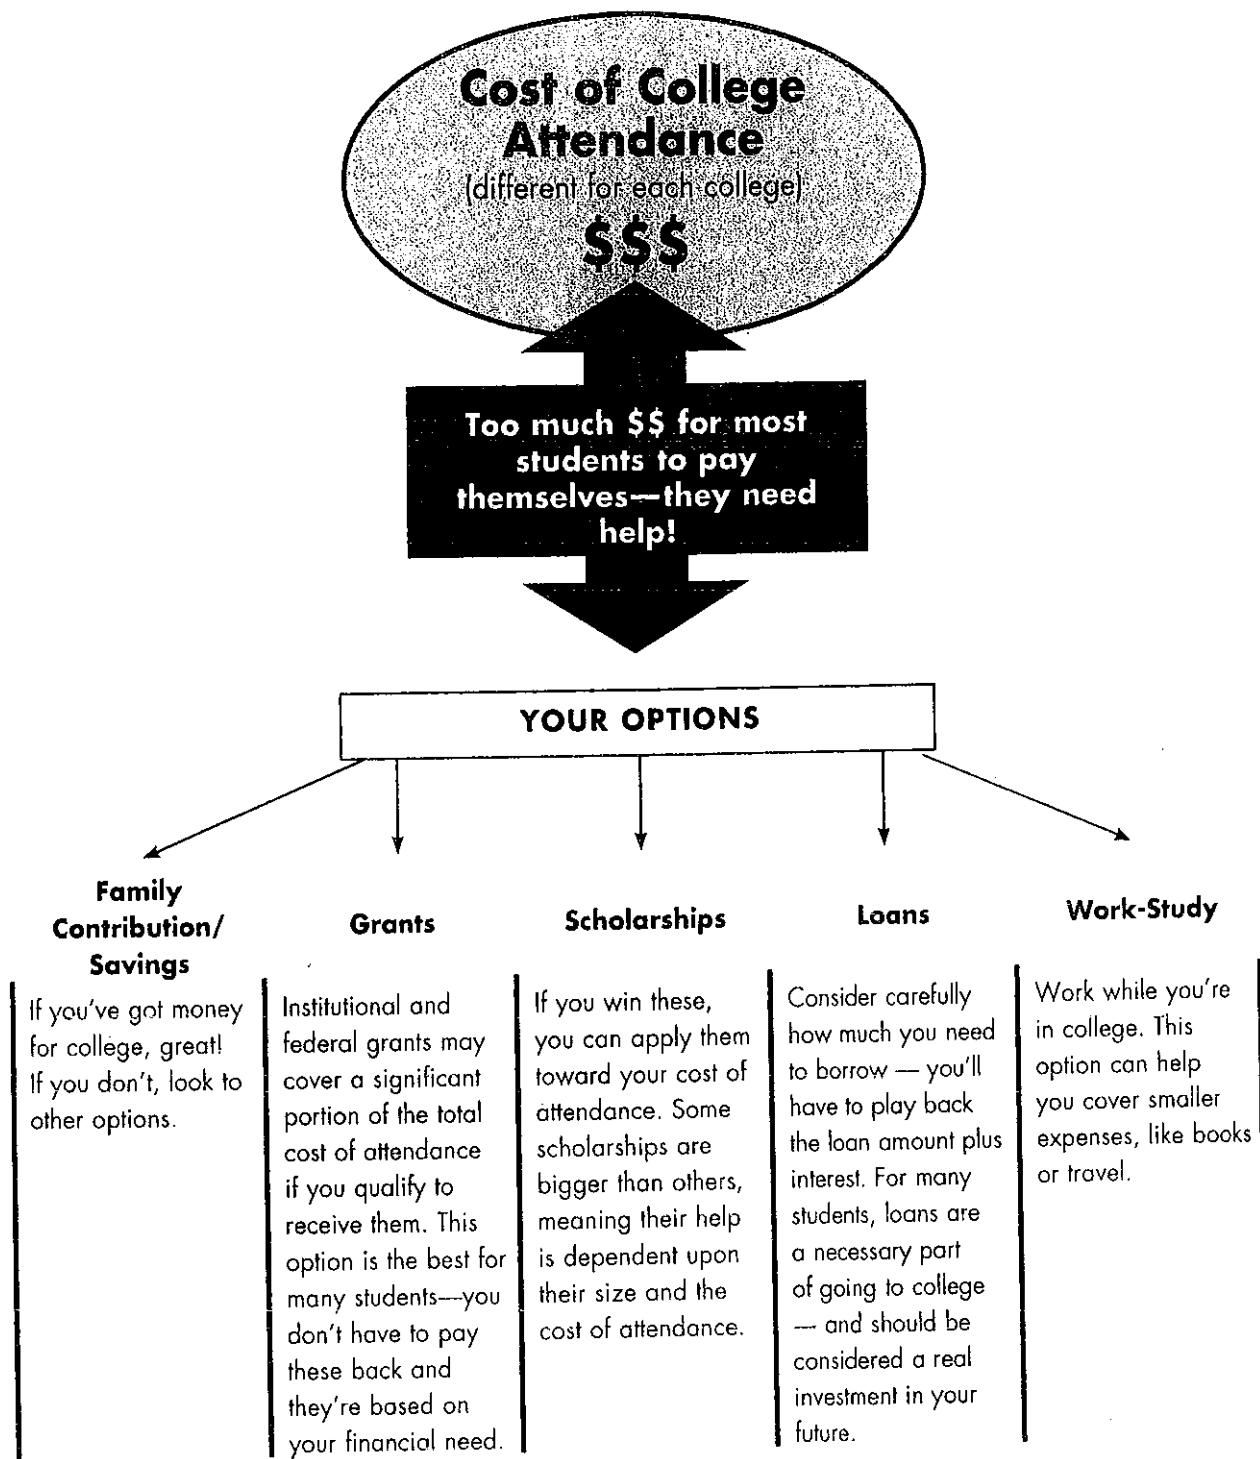 Cost of College
Attendance
(different for each college)
$$$
Too much $$ for most
students to pay
themselves—they need
help!
YOUR OPTIONS
Family
Contribution/
Savings
If you've got money
for college, great!
If you don't, look to
other options.
Grants
Institutional and
federal grants may
cover a significant
portion of the total
cost of attendance
if you qualify to
receive them. This
option is the best for
many students—you
don't have to pay
these back and
they're based on
your financial need.
Scholarships
If you win these,
you can apply them
toward your cost of
attendance. Some
scholarships are
bigger than others,
meaning their help
is dependent upon
their size and the
cost of attendance.
Loans
Consider carefully
how much you need
to borrow — you'll
have to play back
the loan amount plus
interest. For many
students, loans are
a necessary part
of going to college
— and should be
considered a real
investment in your
future.
Work-Study
Work while you're
in college. This
option can help
you cover smaller
expenses, like books
or travel.